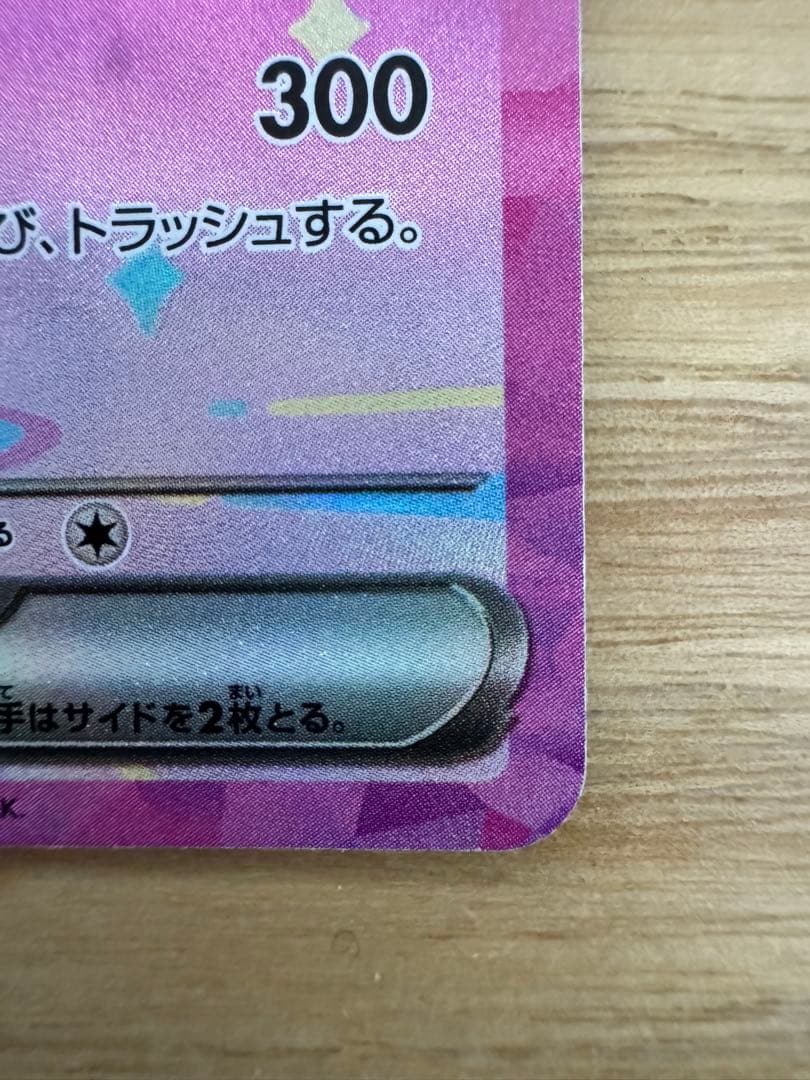 300
び、トラッシュする。
る
て まい
手はサイドを2枚とる。
K.